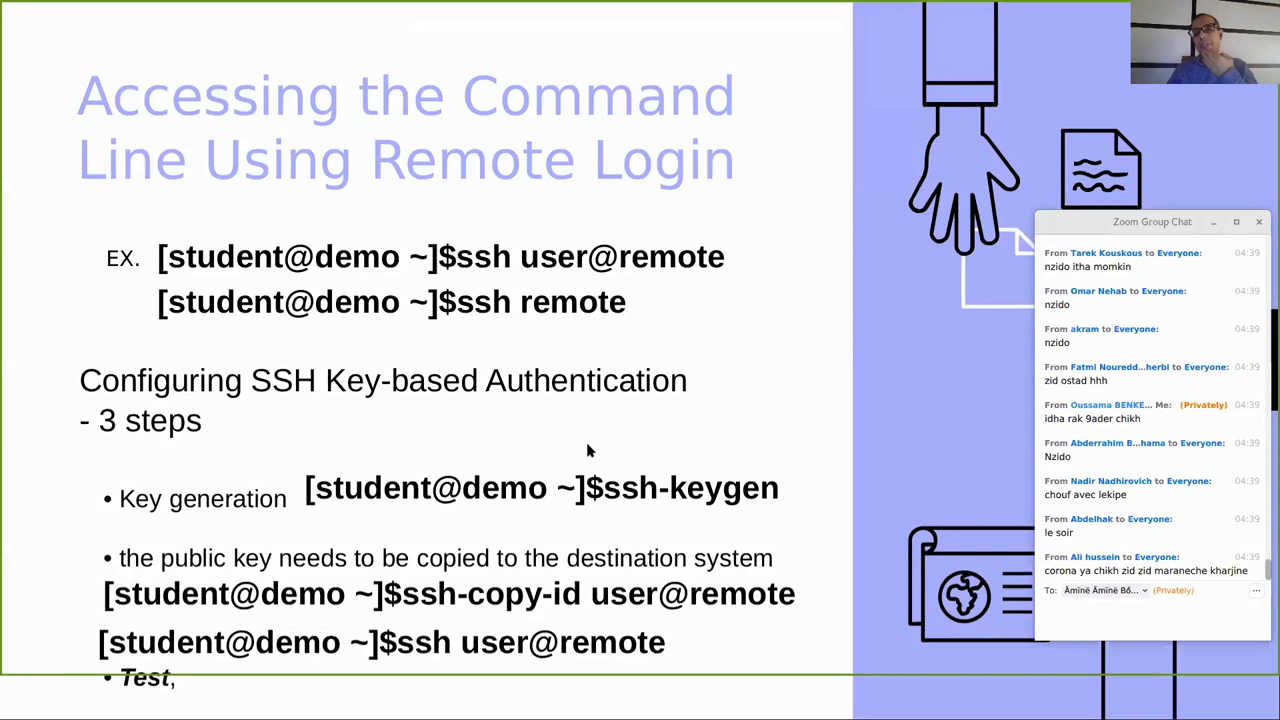 Accessing the Command
Line Using Remote Login
EX. [student@demo ~]$ssh user@remote
[student@demo ~]$ssh remote
Configuring SSH Key-based Authentication
- 3 steps
• Key generation [student@demo ~]$ssh-keygen
• the public key needs to be copied to the destination system
[student@demo ~]$ssh-copy-id user@remote
[student@demo ~]$ssh user@remote
• Test,
Zoom Group Chat
From Tarek Kouskous to Everyone: 04:39
nzido itha momkin
From Omar Nehab to Everyone: 04:39
nzido
From akram to Everyone: 04:39
nzido
From Fatmi Nouredd...herbi to Everyone: 04:39
zid ostad hhh
From Oussama BENKE... Me: (Privately) 04:39
idha rak 9ader chikh
From Abderrahim B...hama to Everyone: 04:39
Nzido
From Nadir Nadhirovich to Everyone: 04:39
chouf avec lekipe
From Abdelhak to Everyone: 04:39
le soir
From Ali hussein to Everyone: 04:39
corona ya chikh zid zid maraneche kharjine
To: Āmïnë Āmïnë Bő... (Privately) ...